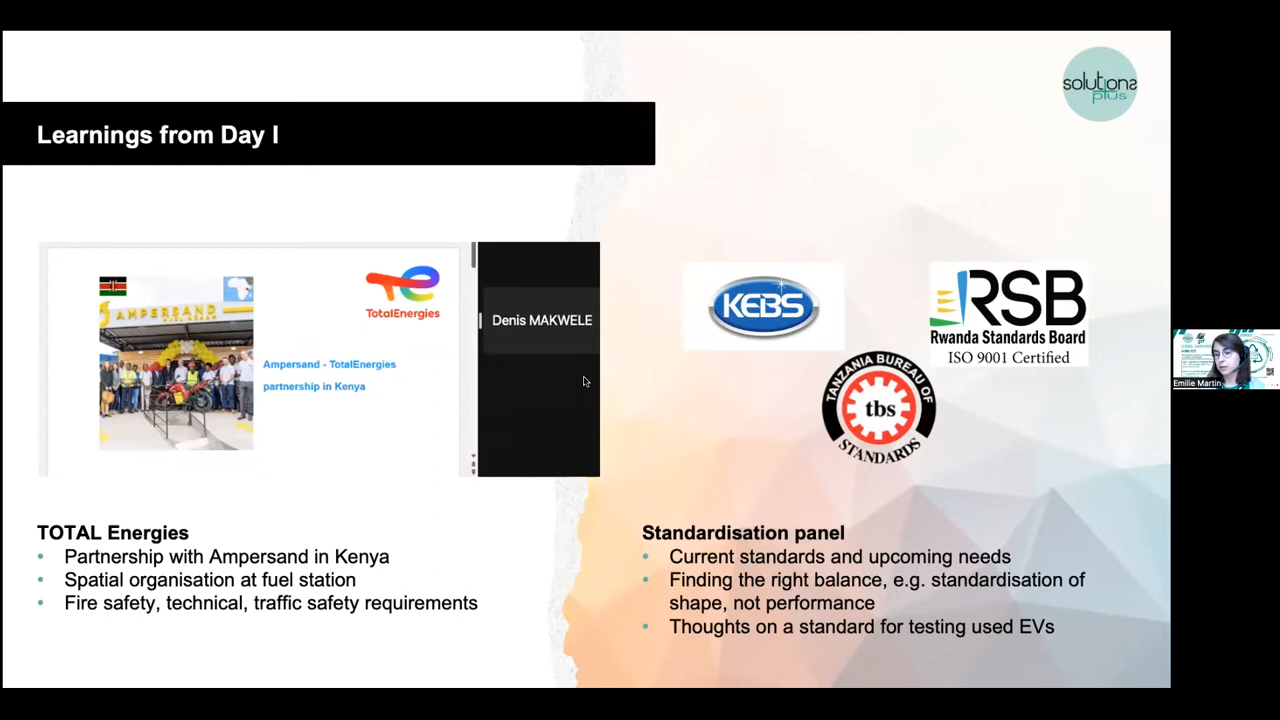 solutions
plus
Learnings from Day I
AMPERSAND
TotalEnergies
Ampersand - TotalEnergies
partnership in Kenya
Denis MAKWELE
KEBS
RSB
Rwanda Standards Board
ISO 9001 Certified
TANZANIA BUREAU OF
tbs
STANDARDS
Emilie Martin
TOTAL Energies
• Partnership with Ampersand in Kenya
• Spatial organisation at fuel station
• Fire safety, technical, traffic safety requirements
Standardisation panel
• Current standards and upcoming needs
• Finding the right balance, e.g. standardisation of
shape, not performance
• Thoughts on a standard for testing used EVs